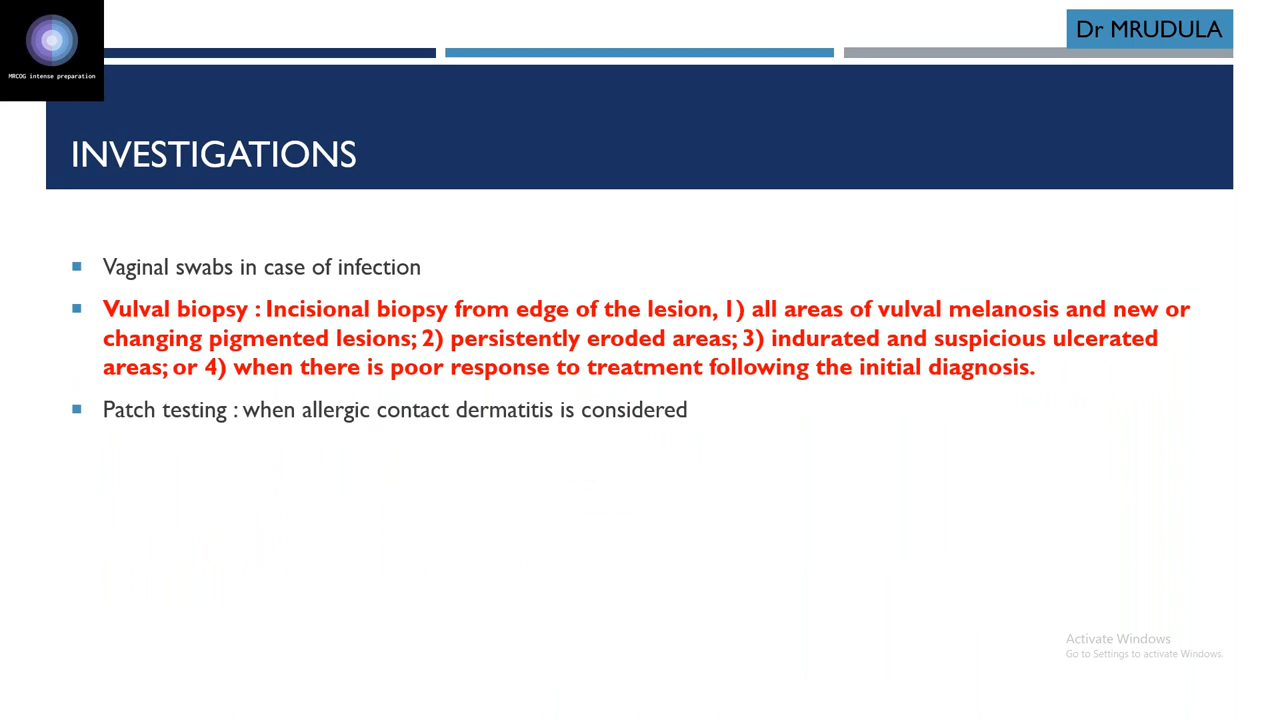 MRCOG intense preparation
Dr MRUDULA
INVESTIGATIONS
Vaginal swabs in case of infection
Vulval biopsy : Incisional biopsy from edge of the lesion, 1) all areas of vulval melanosis and new or
changing pigmented lesions; 2) persistently eroded areas; 3) indurated and suspicious ulcerated
areas; or 4) when there is poor response to treatment following the initial diagnosis.
Patch testing : when allergic contact dermatitis is considered
Activate Windows
Go to Settings to activate Windows.